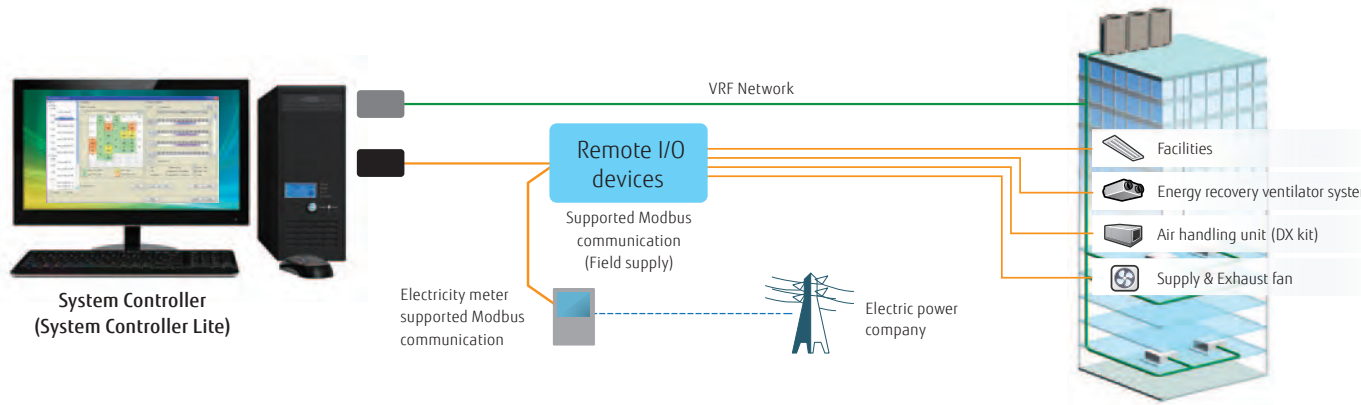 VRF Network
Remote I/O
devices
Supported Modbus
communication
(Field supply)
Facilities
Energy recovery ventilator system
Air handling unit (DX kit)
Supply & Exhaust fan
System Controller
(System Controller Lite)
Electricity meter
supported Modbus
communication
Electric power
company